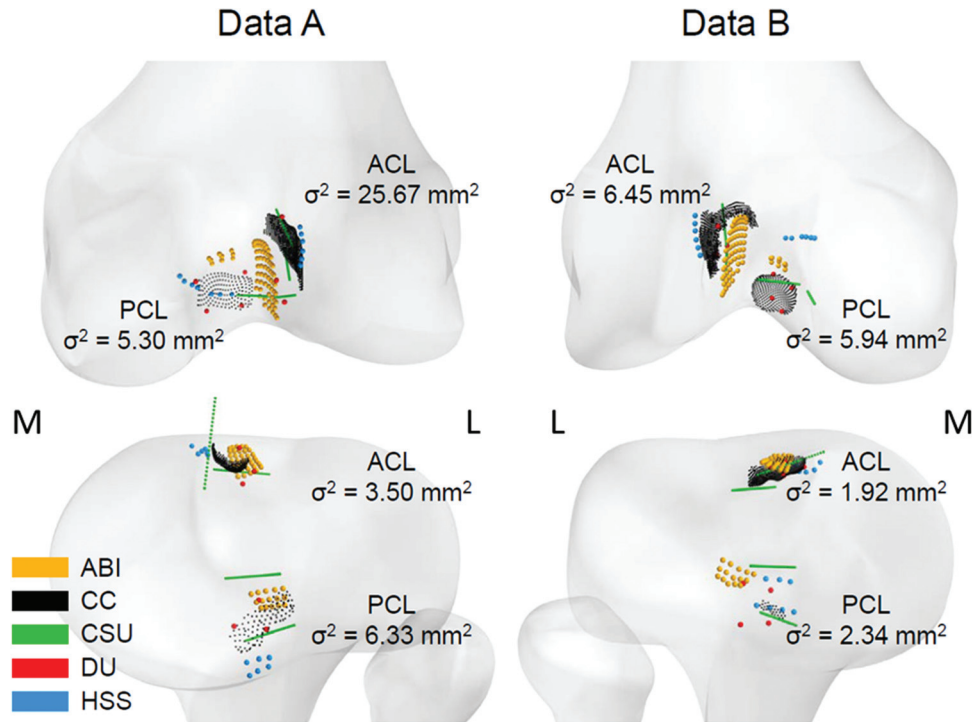 Data A
Data B
ACL
σ² = 25.67 mm²
ACL
σ² = 6.45 mm²
PCL
σ² = 5.30 mm²
PCL
σ² = 5.94 mm²
M
L
L
M
ACL
σ² = 3.50 mm²
ACL
σ² = 1.92 mm²
ABI
CC
CSU
DU
HSS
PCL
σ² = 6.33 mm²
PCL
σ² = 2.34 mm²